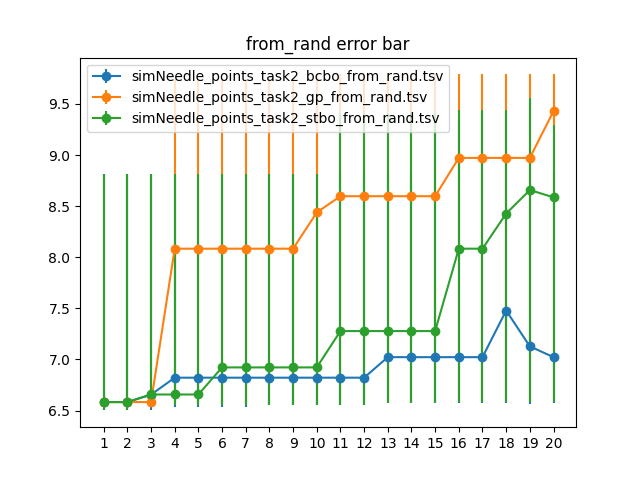 from_rand error bar
simNeedle_points_task2_bcbo_from_rand.tsv
simNeedle_points_task2_gp_from_rand.tsv
simNeedle_points_task2_stbo_from_rand.tsv
9.5
9.0
8.5
8.0
7.5
7.0
6.5
1 2 3 4 5 6 7 8 9 10 11 12 13 14 15 16 17 18 19 20